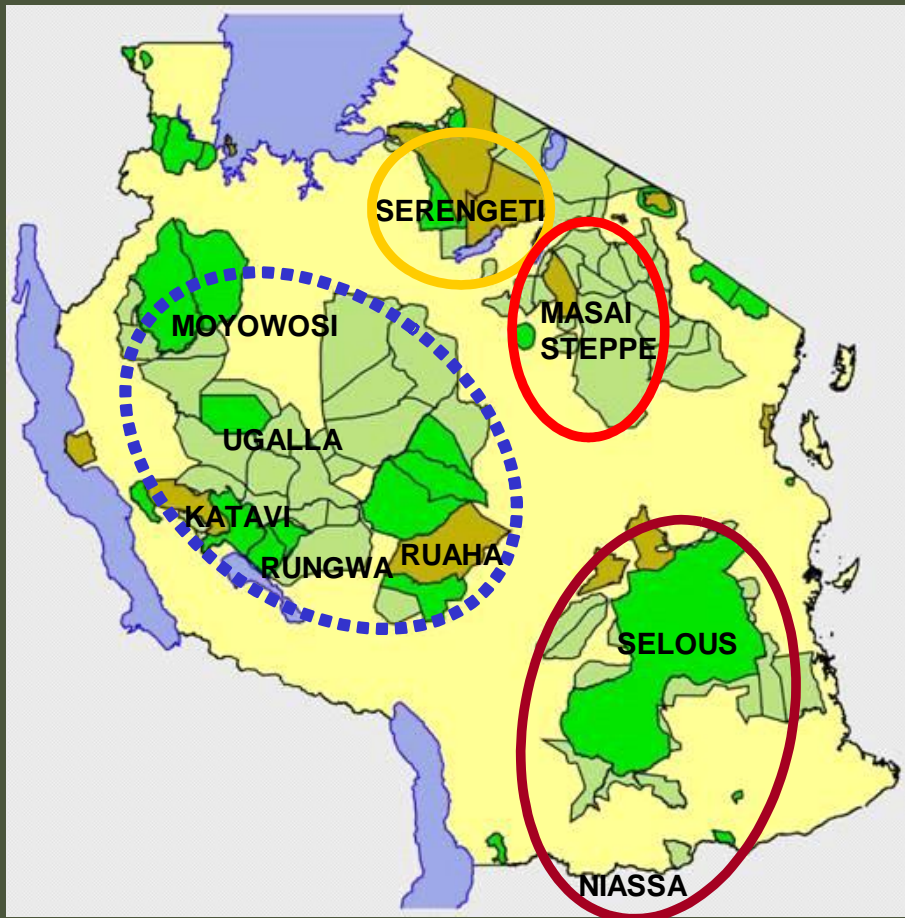 SERENGETI
MASAI
STEPPE
MOYOWOSI
UGALLA
KATAVI
RUNGWA
RUAHA
SELOUS
NIASSA